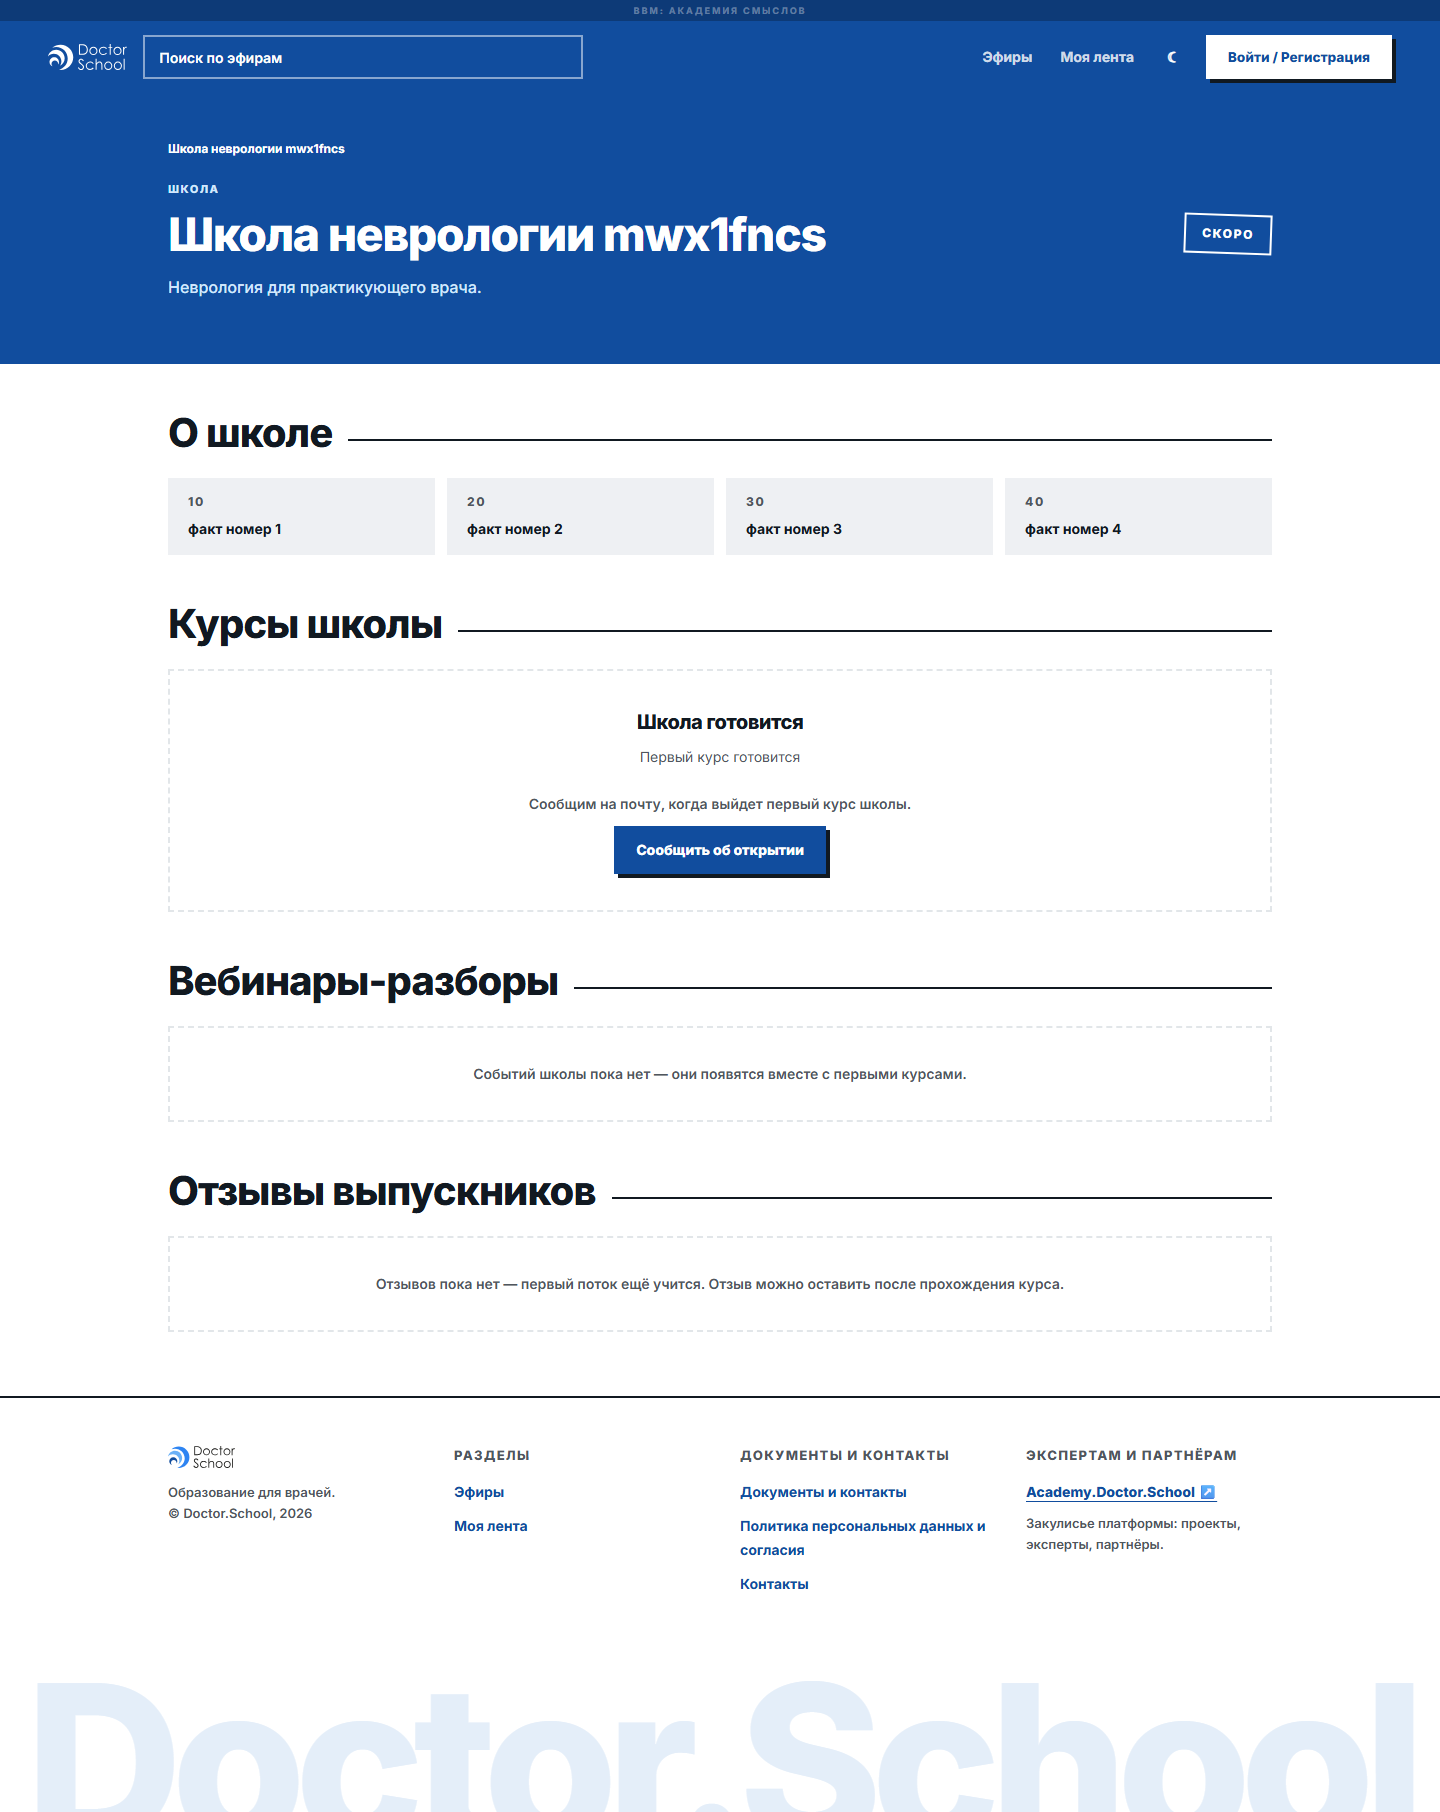 ВВМ: АКАДЕМИЯ СМЫСЛОВ
Doctor
School
Поиск по эфирам
Эфиры
Моя лента
Войти / Регистрация
Школа неврологии mwx1fncs
ШКОЛА
Школа неврологии mwx1fncs
СКОРО
Неврология для практикующего врача.
О школе
10
факт номер 1
20
факт номер 2
30
факт номер 3
40
факт номер 4
Курсы школы
Школа готовится
Первый курс готовится
Сообщим на почту, когда выйдет первый курс школы.
Сообщить об открытии
Вебинары-разборы
Событий школы пока нет — они появятся вместе с первыми курсами.
Отзывы выпускников
Отзывов пока нет — первый поток ещё учится. Отзыв можно оставить после прохождения курса.
Doctor
School
Образование для врачей.
© Doctor.School, 2026
РАЗДЕЛЫ
Эфиры
Моя лента
ДОКУМЕНТЫ И КОНТАКТЫ
Документы и контакты
Политика персональных данных и
согласия
Контакты
ЭКСПЕРТАМ И ПАРТНЁРАМ
Academy.Doctor.School ↗
Закулисье платформы: проекты,
эксперты, партнёры.
Doctor.School